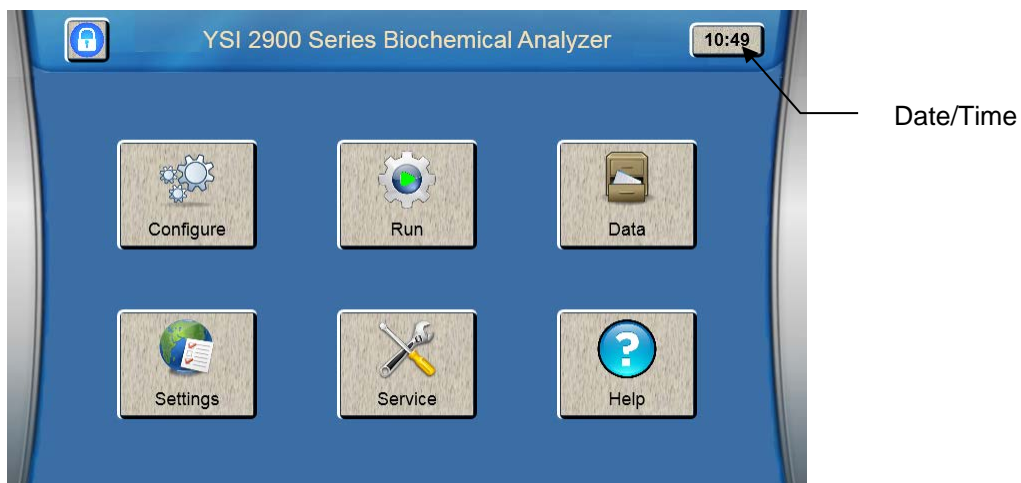 YSI 2900 Series Biochemical Analyzer
10:49
Date/Time
Configure
Run
Data
Settings
Service
Help